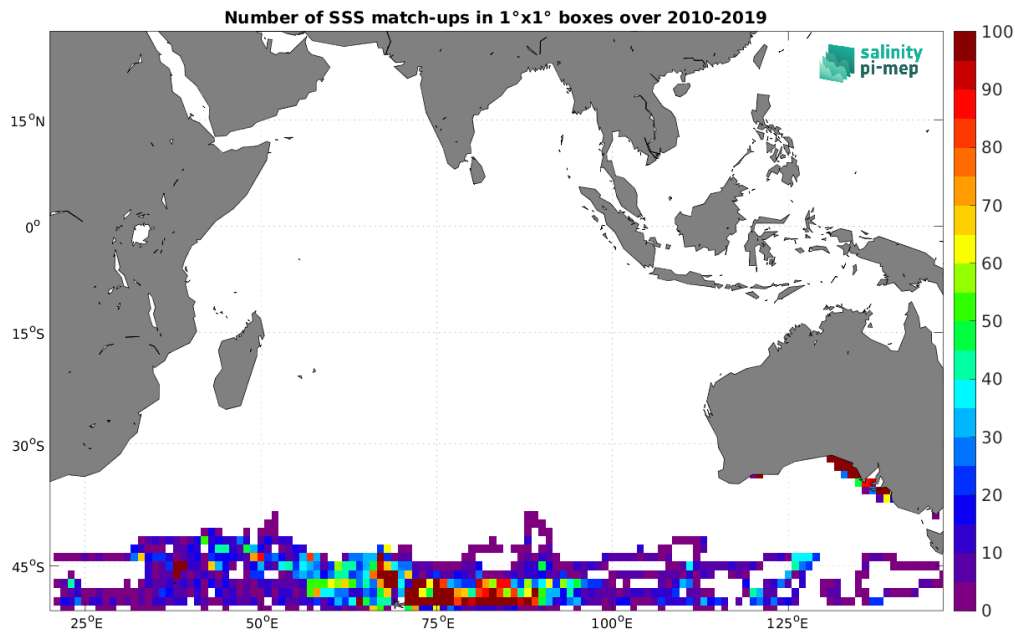 Number of SSS match-ups in 1°x1° boxes over 2010-2019
salinity
pi-mep
100
90
80
70
60
50
40
30
20
10
0
15°N
0°
15°S
30°S
45°S
25°E
50°E
75°E
100°E
125°E